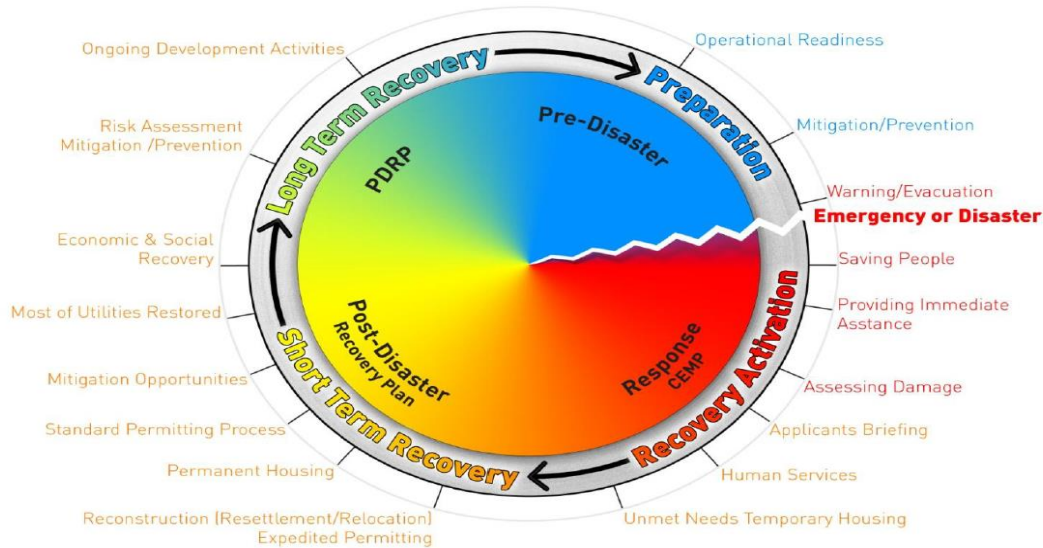 Ongoing Development Activities
Operational Readiness
Long Term Recovery
Preparation
Risk Assessment
Mitigation /Prevention
Mitigation/Prevention
PDRP
Pre-Disaster
Warning/Evacuation
Emergency or Disaster
Economic & Social
Recovery
Saving People
Most of Utilities Restored
Providing Immediate
Asstance
Post-Disaster
Recovery Plan
Response
CEMP
Recovery Activation
Short Term Recovery
Mitigation Opportunities
Assessing Damage
Standard Permitting Process
Applicants Briefing
Permanent Housing
Human Services
Reconstruction [Resettlement/Relocation]
Expedited Permitting
Unmet Needs Temporary Housing